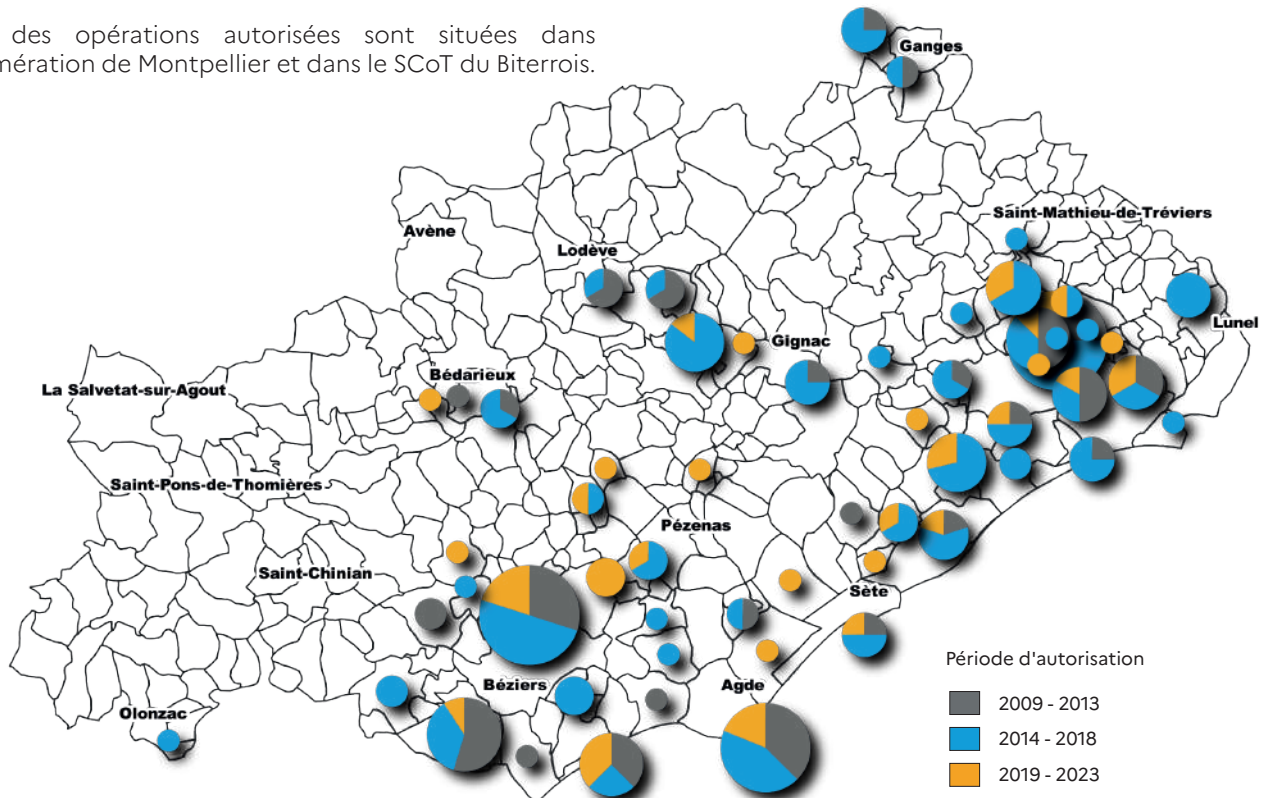 des opérations autorisées sont situées dans
mération de Montpellier et dans le SCoT du Biterrois.
Ganges
Saint-Mathieu-de-Tréviers
Avène
Lodève
Lunel
Gignac
Bédarieux
La Salvetat-sur-Agout
Saint-Pons-de-Thomières
Pézenas
Saint-Chinian
Sète
Béziers
Agde
Olonzac
Période d'autorisation
2009 - 2013
2014 - 2018
2019 - 2023